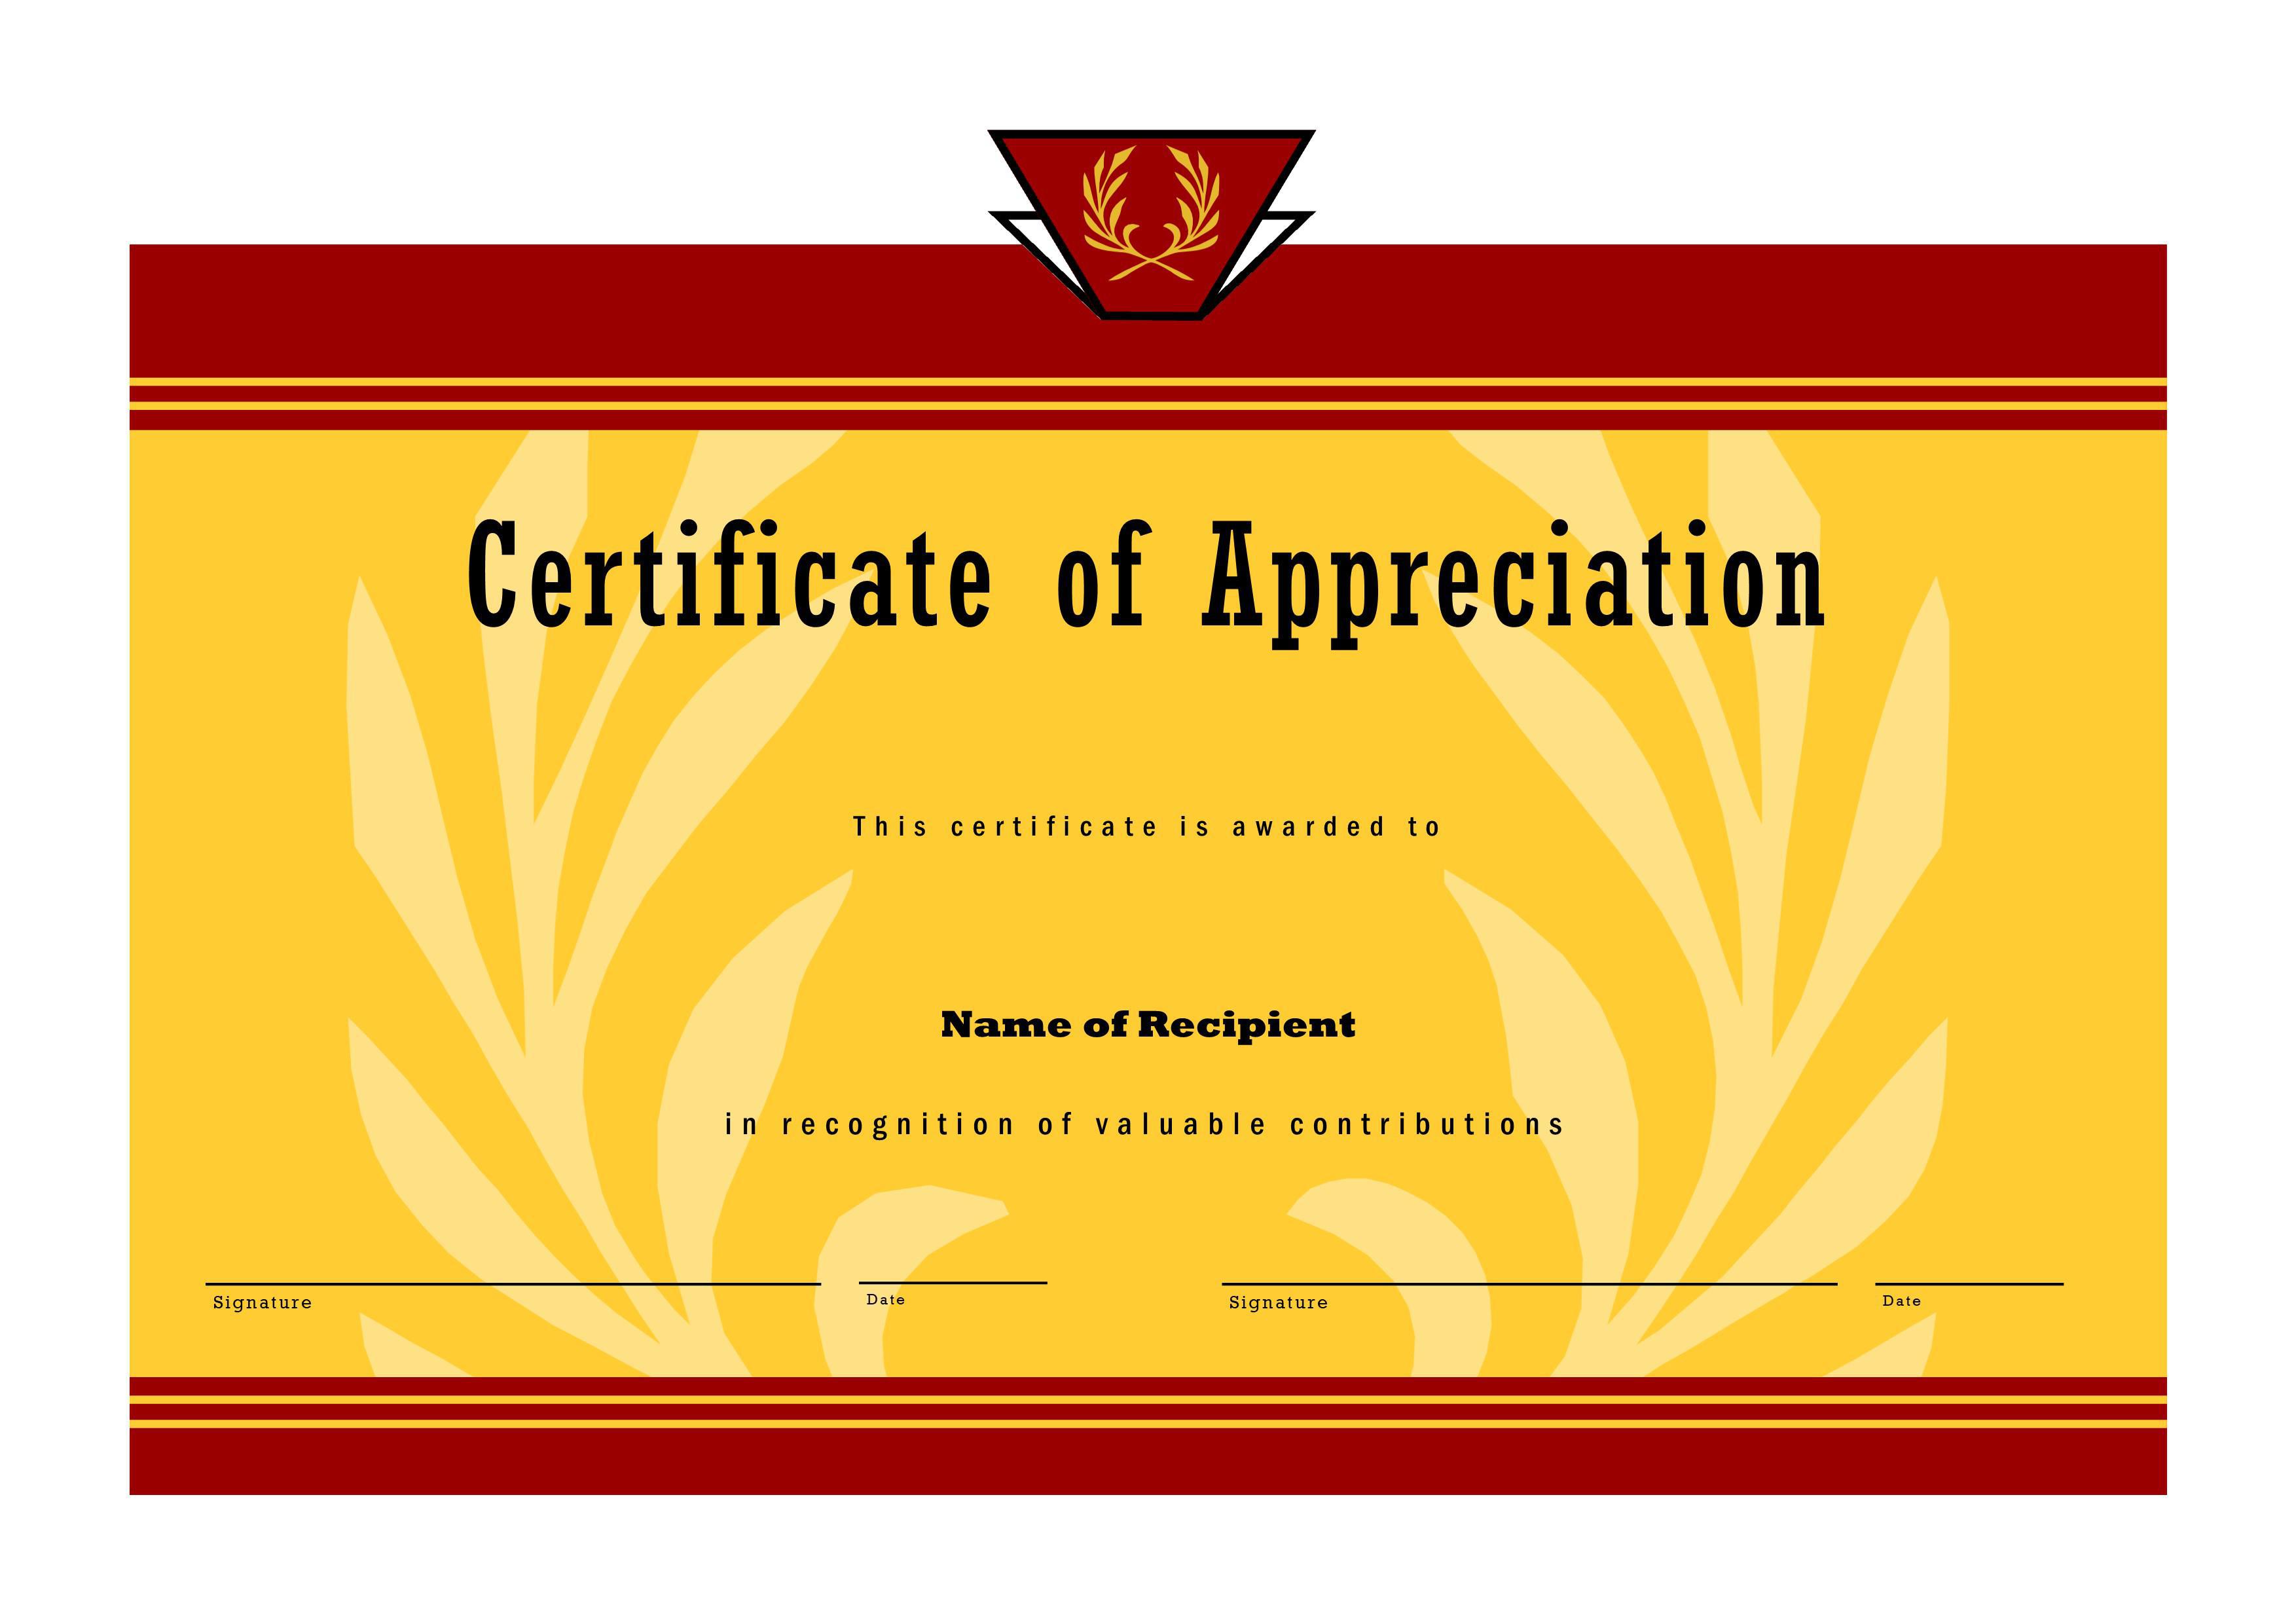 Certificate of Appreciation
This certificate is awarded to
Name of Recipient
in recognition of valuable contributions
Signature Date Signature Date